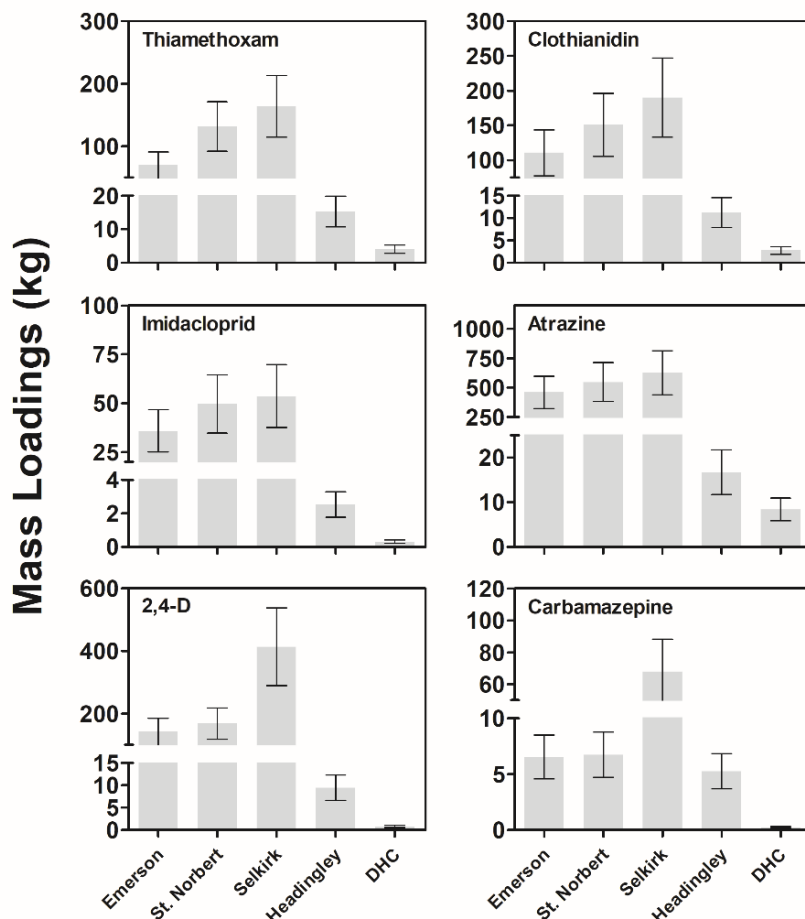 Mass Loadings (kg)
Thiamethoxam
300
200
100
20
10
0
Clothianidin
300
250
200
150
100
15
10
5
0
Imidacloprid
100
75
50
25
4
2
0
Atrazine
1000
750
500
250
20
10
0
2,4-D
600
400
200
15
10
5
0
Carbamazepine
120
100
80
60
10
5
0
Emerson
St. Norbert
Selkirk
Headingley
DHC
Emerson
St. Norbert
Selkirk
Headingley
DHC